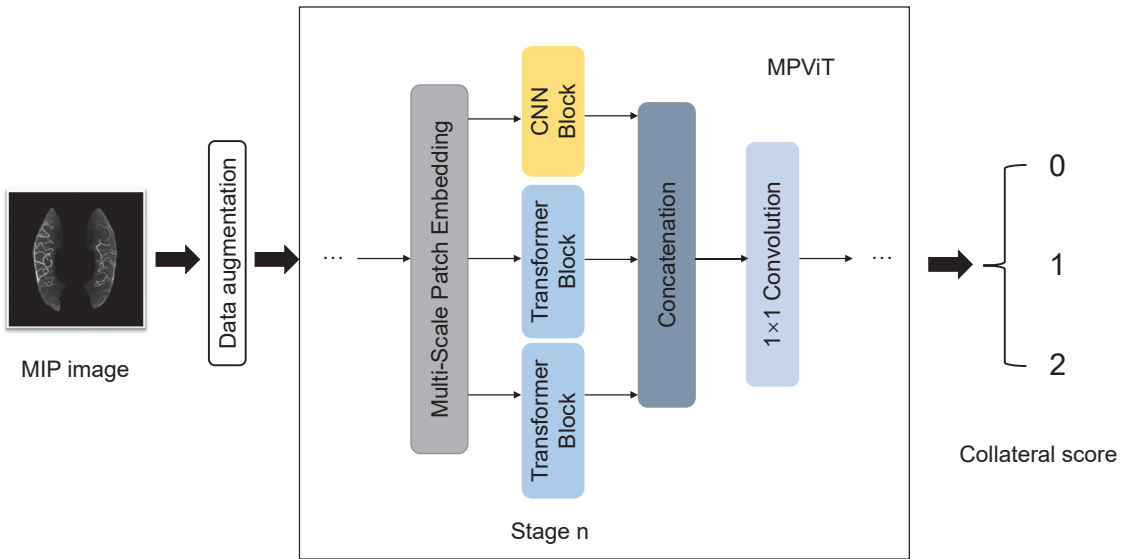 MIP image
Data augmentation
MPViT
...
Multi-Scale Patch Embedding
CNN
Block
Transformer
Block
Transformer
Block
Concatenation
1×1 Convolution
...
Stage n
0
1
2
Collateral score